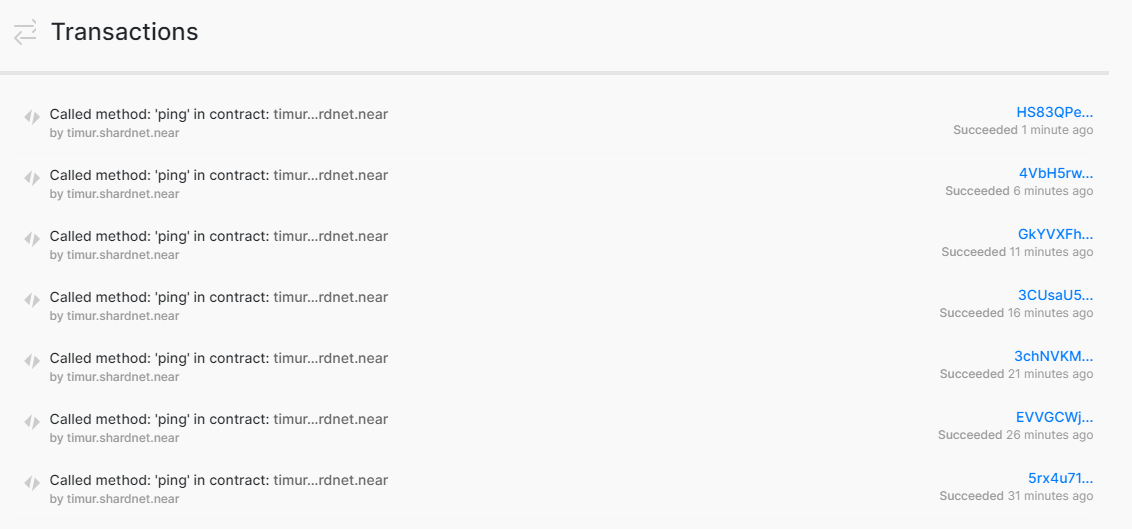 Transactions
Called method: 'ping' in contract: timur...rdnet.near
HS83QPe...
by timur.shardnet.near
Succeeded 1 minute ago
Called method: 'ping' in contract: timur...rdnet.near
4VbH5rw...
by timur.shardnet.near
Succeeded 6 minutes ago
Called method: 'ping' in contract: timur...rdnet.near
GkYVXFh...
by timur.shardnet.near
Succeeded 11 minutes ago
Called method: 'ping' in contract: timur...rdnet.near
3CUsaU5...
by timur.shardnet.near
Succeeded 16 minutes ago
Called method: 'ping' in contract: timur...rdnet.near
3chNVKM...
by timur.shardnet.near
Succeeded 21 minutes ago
Called method: 'ping' in contract: timur...rdnet.near
EVVGCWj...
by timur.shardnet.near
Succeeded 26 minutes ago
Called method: 'ping' in contract: timur...rdnet.near
5rx4u71...
by timur.shardnet.near
Succeeded 31 minutes ago